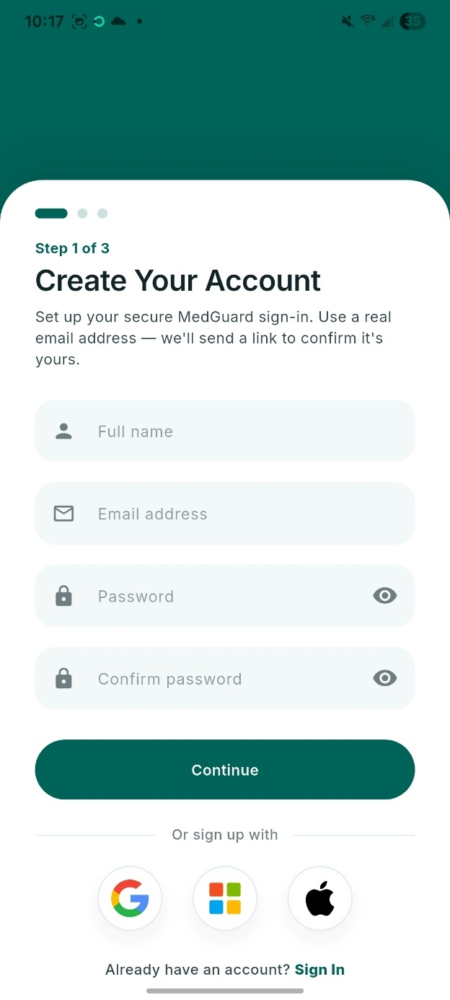 10:17
35
Step 1 of 3
Create Your Account
Set up your secure MedGuard sign-in. Use a real
email address — we'll send a link to confirm it's
yours.
Full name
Email address
Password
Confirm password
Continue
Or sign up with
Already have an account? Sign In